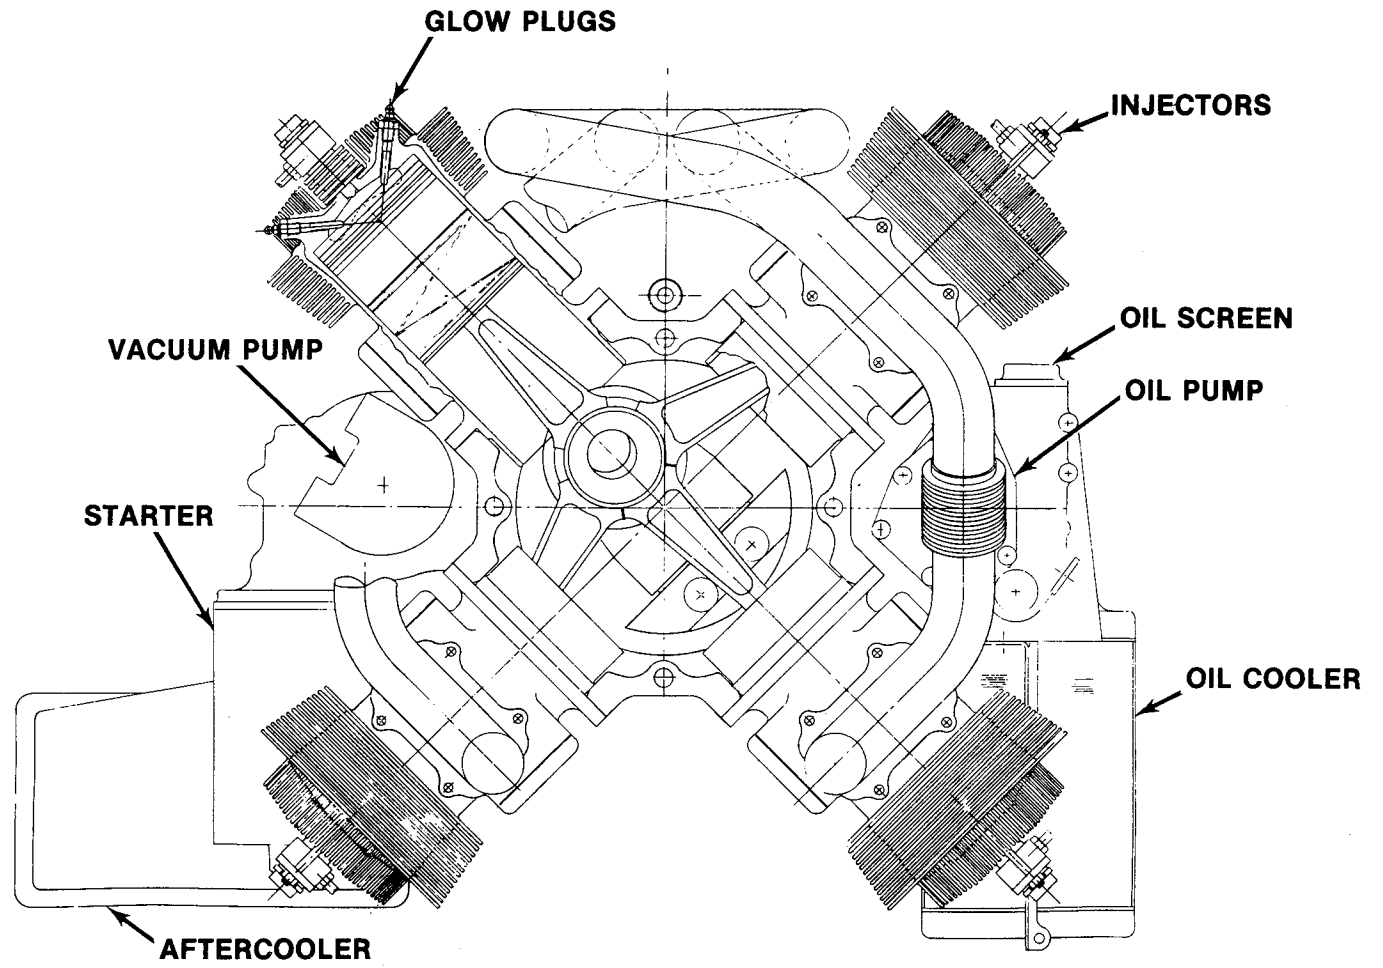 GLOW PLUGS
INJECTORS
OIL SCREEN
VACUUM PUMP
OIL PUMP
STARTER
OIL COOLER
AFTERCOOLER